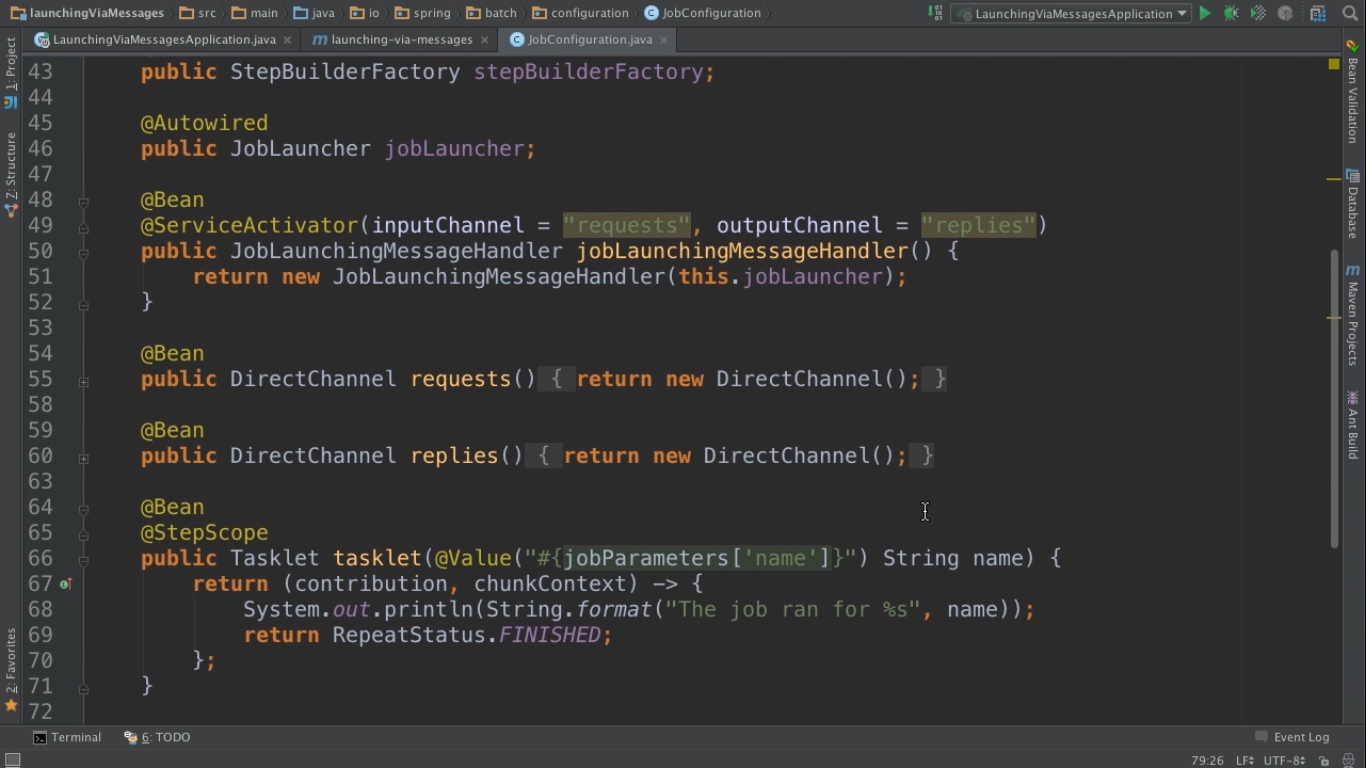 launchingViaMessages src main java io spring batch configuration JobConfiguration LaunchingViaMessagesApplication
LaunchingViaMessagesApplication.java launching-via-messages JobConfiguration.java
1: Project
7: Structure
2: Favorites
43 public StepBuilderFactory stepBuilderFactory;
44
45 @Autowired
46 public JobLauncher jobLauncher;
47
48 @Bean
49 @ServiceActivator(inputChannel = "requests", outputChannel = "replies")
50 public JobLaunchingMessageHandler jobLaunchingMessageHandler() {
51 return new JobLaunchingMessageHandler(this.jobLauncher);
52 }
53
54 @Bean
55 public DirectChannel requests() { return new DirectChannel(); }
58
59 @Bean
60 public DirectChannel replies() { return new DirectChannel(); }
63
64 @Bean
65 @StepScope
66 public Tasklet tasklet(@Value("#{jobParameters['name']}") String name) {
67 return (contribution, chunkContext) -> {
68 System.out.println(String.format("The job ran for %s", name));
69 return RepeatStatus.FINISHED;
70 };
71 }
72
Bean Validation
Database
Maven Projects
Ant Build
Terminal 6: TODO Event Log
79:26 LF UTF-8